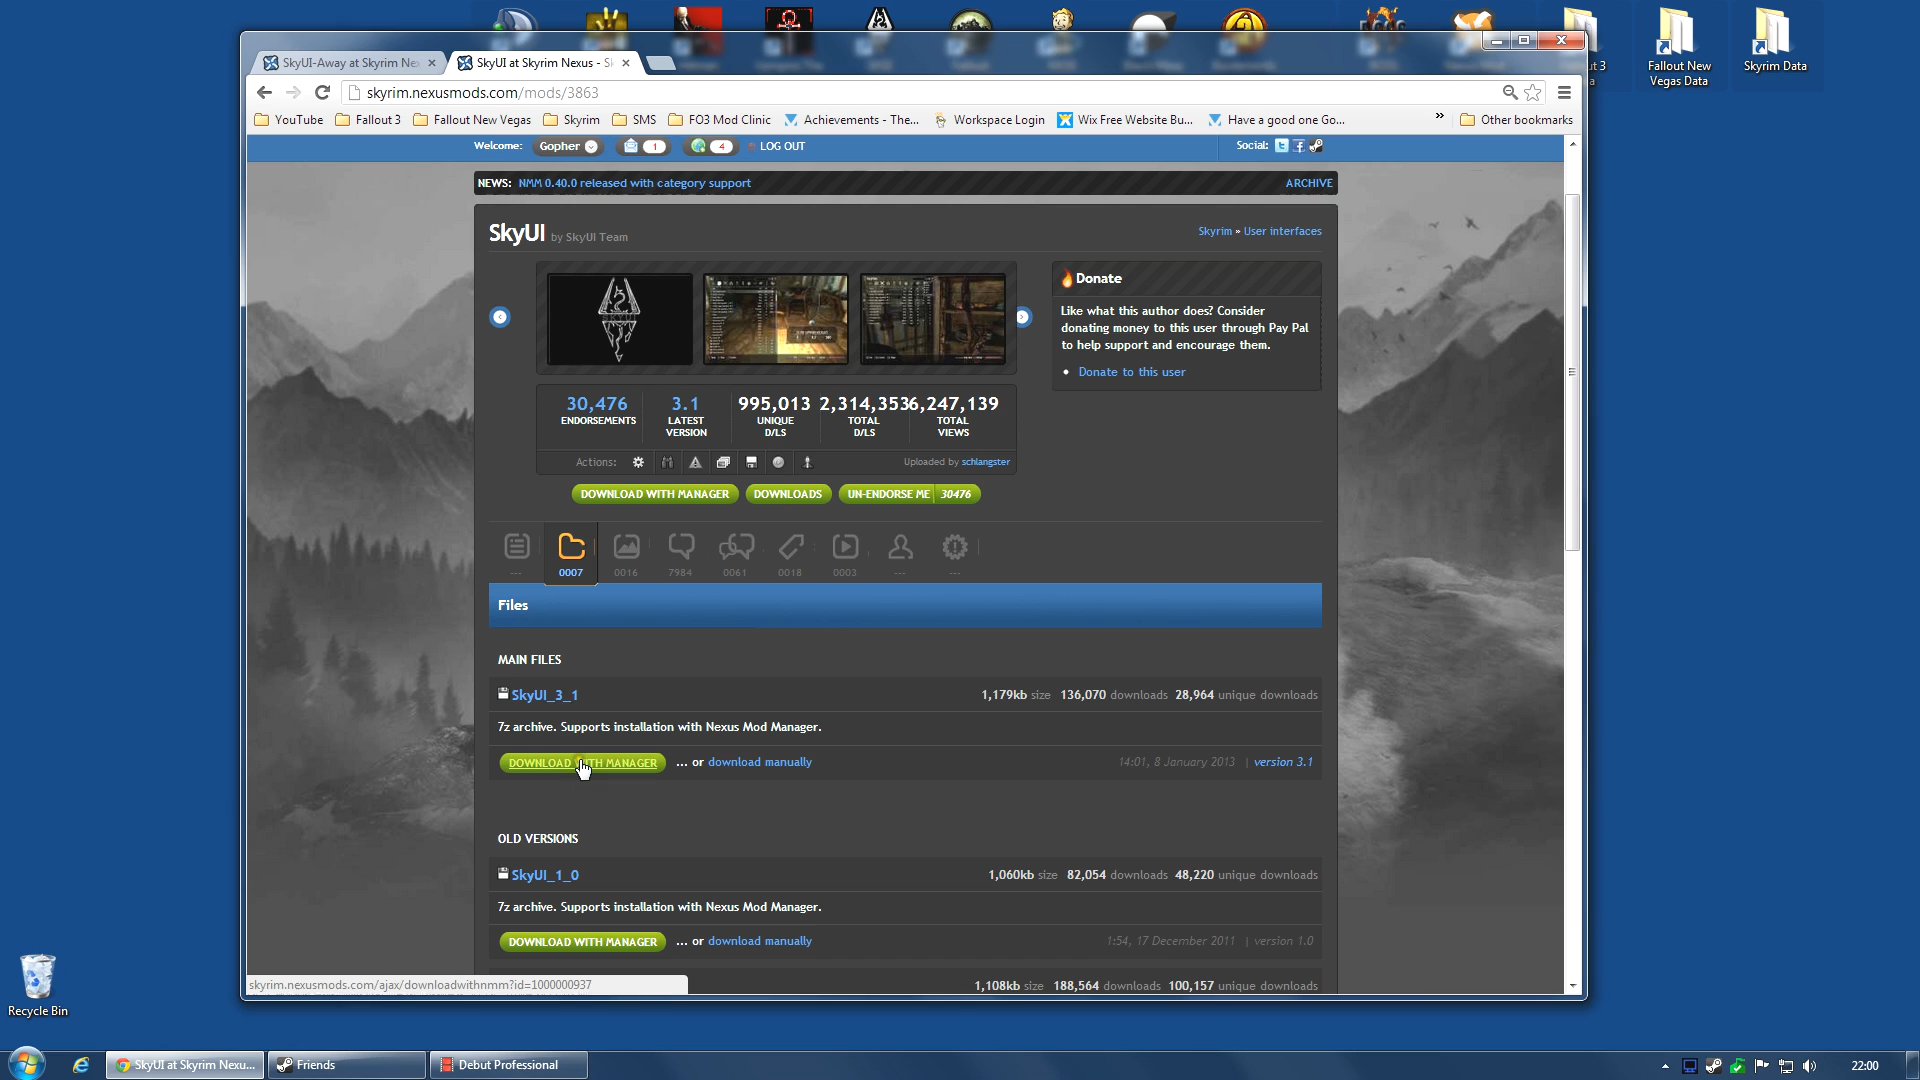 t 3
a
Fallout New
Vegas Data
Skyrim Data
SkyUI-Away at Skyrim Ne
SkyUI at Skyrim Nexus - S
skyrim.nexusmods.com/mods/3863
YouTube
Fallout 3
Fallout New Vegas
Skyrim
SMS
FO3 Mod Clinic
Achievements - The...
Workspace Login
Wix Free Website Bu...
Have a good one Go...
»
Other bookmarks
Welcome:
Gopher
1
4
LOG OUT
Social:
NEWS: NMM 0.40.0 released with category support
ARCHIVE
SkyUI by SkyUI Team
Skyrim » User interfaces
SKYUI
Donate
Like what this author does? Consider
donating money to this user through Pay Pal
to help support and encourage them.
• Donate to this user
30,476
ENDORSEMENTS
3.1
LATEST
VERSION
995,013
UNIQUE
D/LS
2,314,353
TOTAL
D/LS
6,247,139
TOTAL
VIEWS
Actions:
Uploaded by schlangster
DOWNLOAD WITH MANAGER
DOWNLOADS
UN-ENDORSE ME 30476
---
0007
0016
7984
0061
0018
0003
---
---
Files
MAIN FILES
SkyUI_3_1
1,179kb size 136,070 downloads 28,964 unique downloads
7z archive. Supports installation with Nexus Mod Manager.
DOWNLOAD WITH MANAGER
... or download manually
14:01, 8 January 2013 | version 3.1
OLD VERSIONS
SkyUI_1_0
1,060kb size 82,054 downloads 48,220 unique downloads
7z archive. Supports installation with Nexus Mod Manager.
DOWNLOAD WITH MANAGER
... or download manually
1:54, 17 December 2011 | version 1.0
1,108kb size 188,564 downloads 100,157 unique downloads
skyrim.nexusmods.com/ajax/downloadwithnmm?id=1000000937
Recycle Bin
SkyUI at Skyrim Nexu...
Friends
Debut Professional
22:00